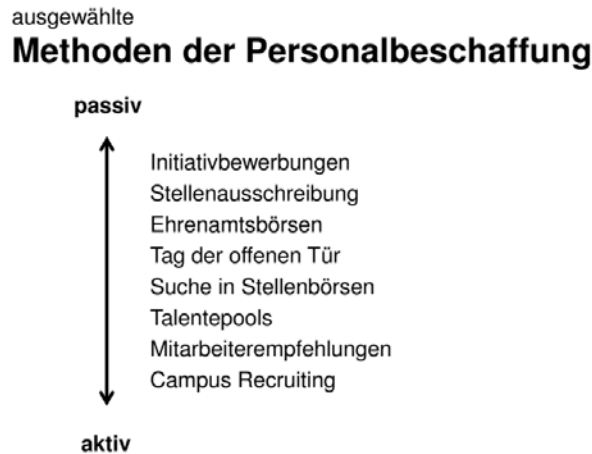 ausgewählte
Methoden der Personalbeschaffung
passiv
Initiativbewerbungen
Stellenausschreibung
Ehrenamtsbörsen
Tag der offenen Tür
Suche in Stellenbörsen
Talentepools
Mitarbeiterempfehlungen
Campus Recruiting
aktiv